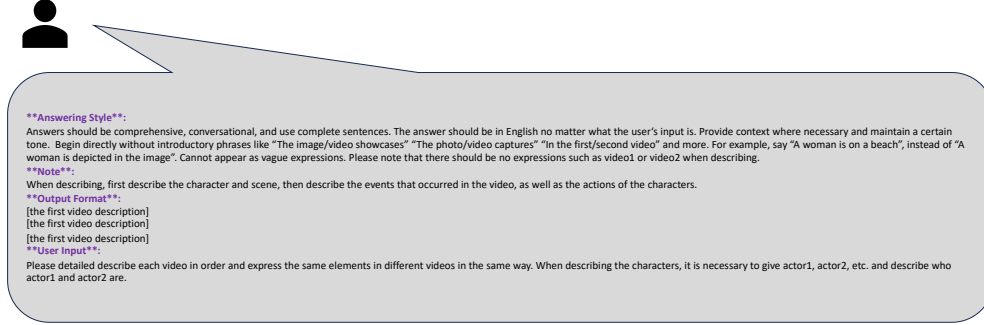 **Answering Style**:
Answers should be comprehensive, conversational, and use complete sentences. The answer should be in English no matter what the user's input is. Provide context where necessary and maintain a certain
tone.  Begin directly without introductory phrases like “The image/video showcases” “The photo/video captures” “In the first/second video” and more. For example, say “A woman is on a beach”, instead of “A
woman is depicted in the image”. Cannot appear as vague expressions. Please note that there should be no expressions such as video1 or video2 when describing.
**Note**:
When describing, first describe the character and scene, then describe the events that occurred in the video, as well as the actions of the characters.
**Output Format**:
[the first video description]
[the first video description]
[the first video description]
**User Input**:
Please detailed describe each video in order and express the same elements in different videos in the same way. When describing the characters, it is necessary to give actor1, actor2, etc. and describe who
actor1 and actor2 are.